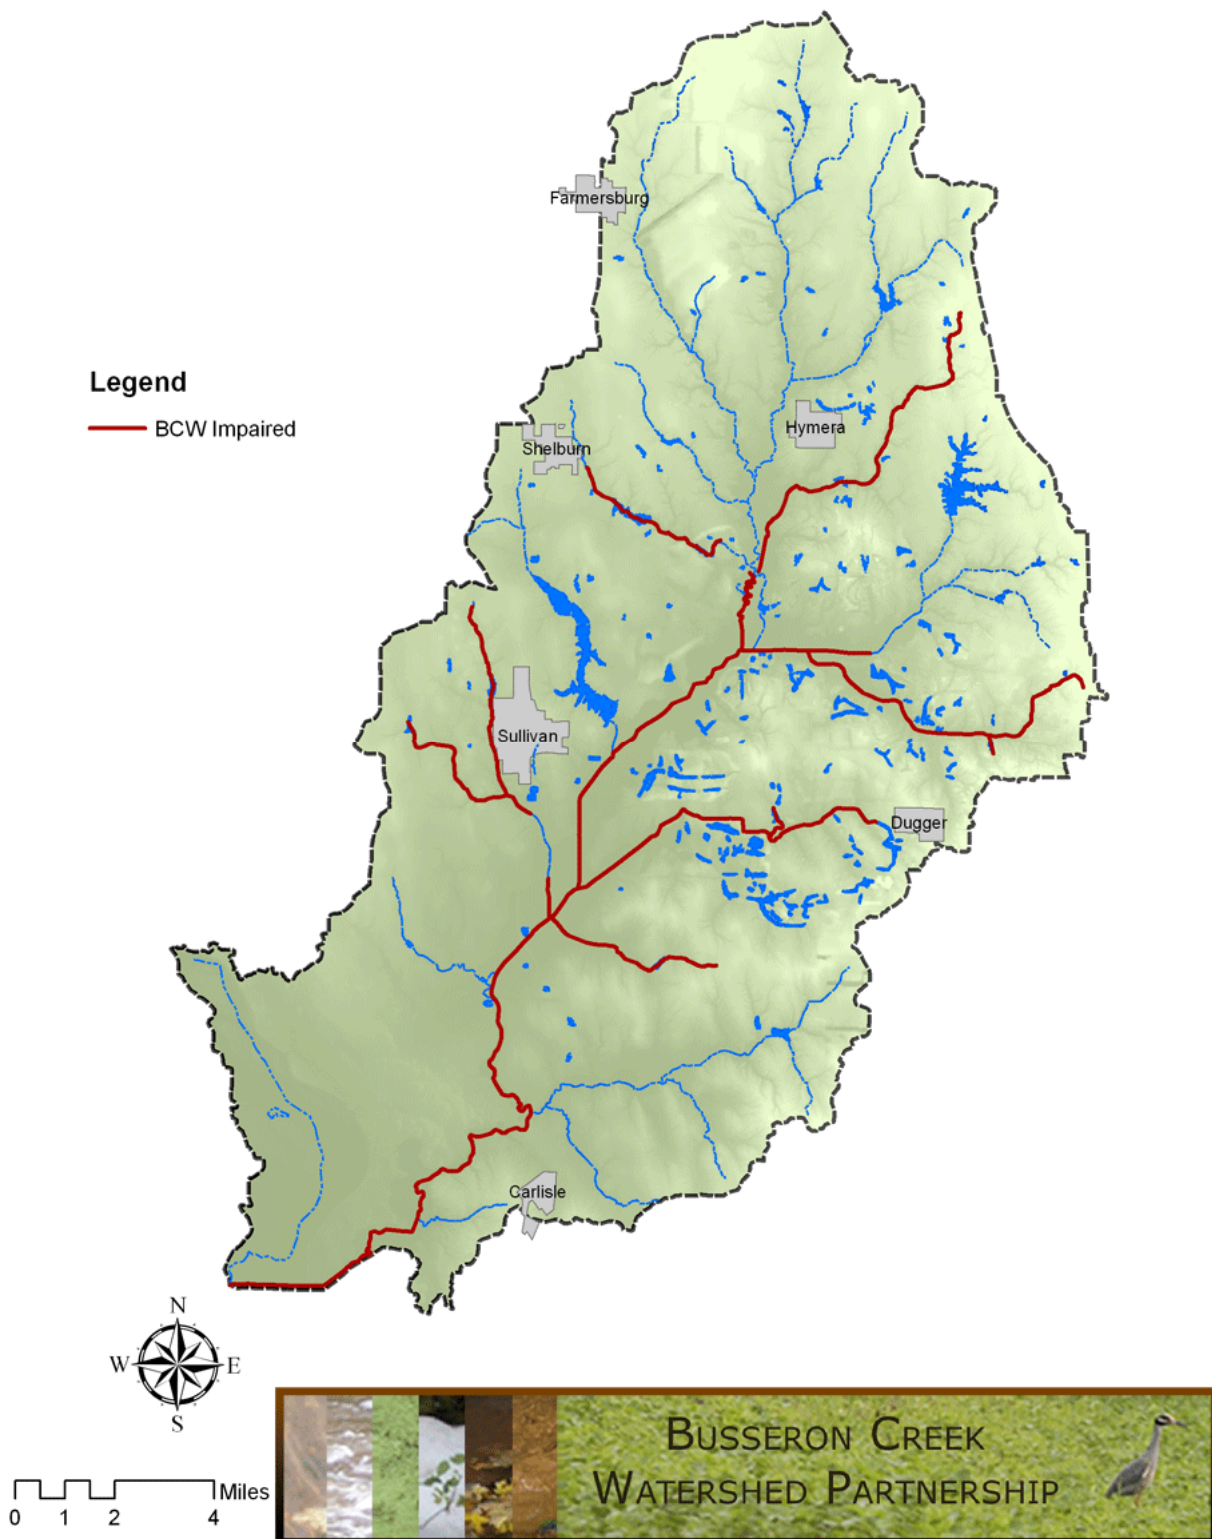 Farmersburg
Legend
BCW Impaired
Hymera
Shelburn
Sullivan
Dugger
Carlisle
N
W E
S
BUSSERON CREEK
WATERSHED PARTNERSHIP
Miles
0 1 2 4